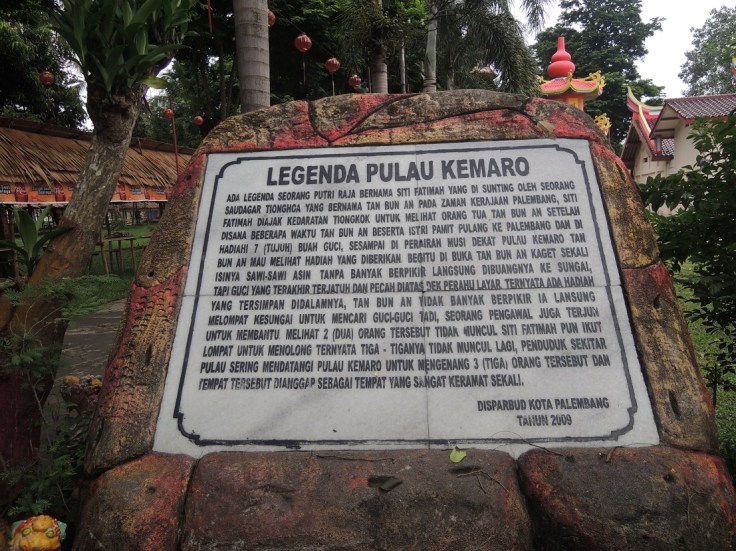 LEGENDA PULAU KEMARO
ADA LEGENDA SEORANG PUTRI RAJA BERNAMA SITI FATIMAH YANG DI SUNTING OLEH SEORANG
SAUDAGAR TIONGHOA YANG BERNAMA TAN BUN AN PADA ZAMAN KERAJAAN PALEMBANG, SITI
FATIMAH DIAJAK KEDARATAN TIONGKOK UNTUK MELIHAT ORANG TUA TAN BUN AN SETELAH
DISANA BEBERAPA WAKTU TAN BUN AN BESERTA ISTRI PAMIT PULANG KE PALEMBANG DAN DI
HADIAHI 7 (TUJUH) BUAH GUCI, SESAMPAI DI PERAIRAN MUSI DEKAT PULAU KEMARO TAN
BUN AN MAU MELIHAT HADIAH YANG DIBERIKAN. BEGITU DI BUKA TAN BUN AN KAGET SEKALI
ISINYA SAWI-SAWI ASIN TANPA BANYAK BERPIKIR LANGSUNG DIBUANGNYA KE SUNGAI,
TAPI GUCI YANG TERAKHIR TERJATUH DAN PECAH DIATAS DEK PERAHU LAYAR. TERNYATA ADA HADIAH
YANG TERSIMPAN DIDALAMNYA, TAN BUN AN TIDAK BANYAK BERPIKIR IA LANSUNG
MELOMPAT KESUNGAI UNTUK MENCARI GUCI-GUCI TADI, SEORANG PENGAWAL JUGA TERJUN
UNTUK MEMBANTU. MELIHAT 2 (DUA) ORANG TERSEBUT TIDAK MUNCUL SITI FATIMAH PUN IKUT
LOMPAT UNTUK MENOLONG TERNYATA TIGA - TIGANYA TIDAK MUNCUL LAGI, PENDUDUK SEKITAR
PULAU SERING MENDATANGI PULAU KEMARO UNTUK MENGENANG 3 (TIGA) ORANG TERSEBUT DAN
TEMPAT TERSEBUT DIANGGAP SEBAGAI TEMPAT YANG SANGAT KERAMAT SEKALI.
DISPARBUD KOTA PALEMBANG
TAHUN 2009